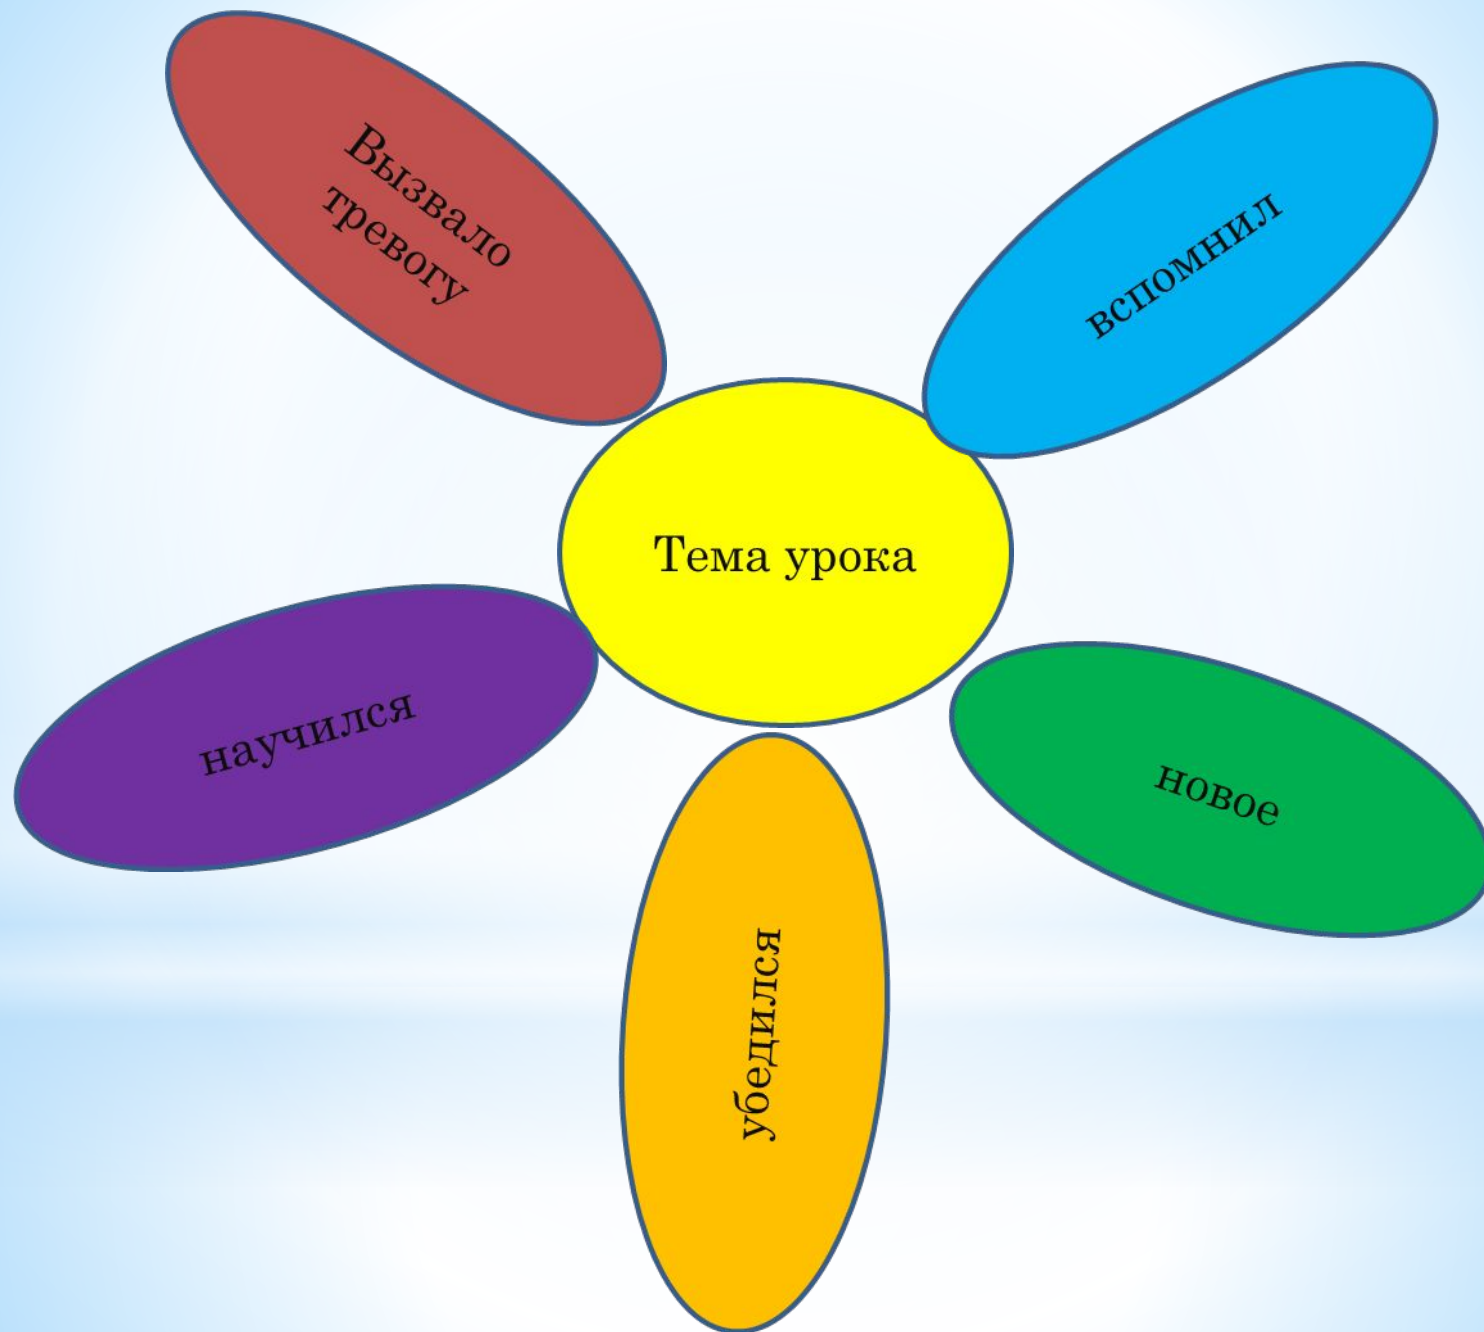 Вызвало
тревогу
вспомнил
Тема урока
научился
новое
убедился